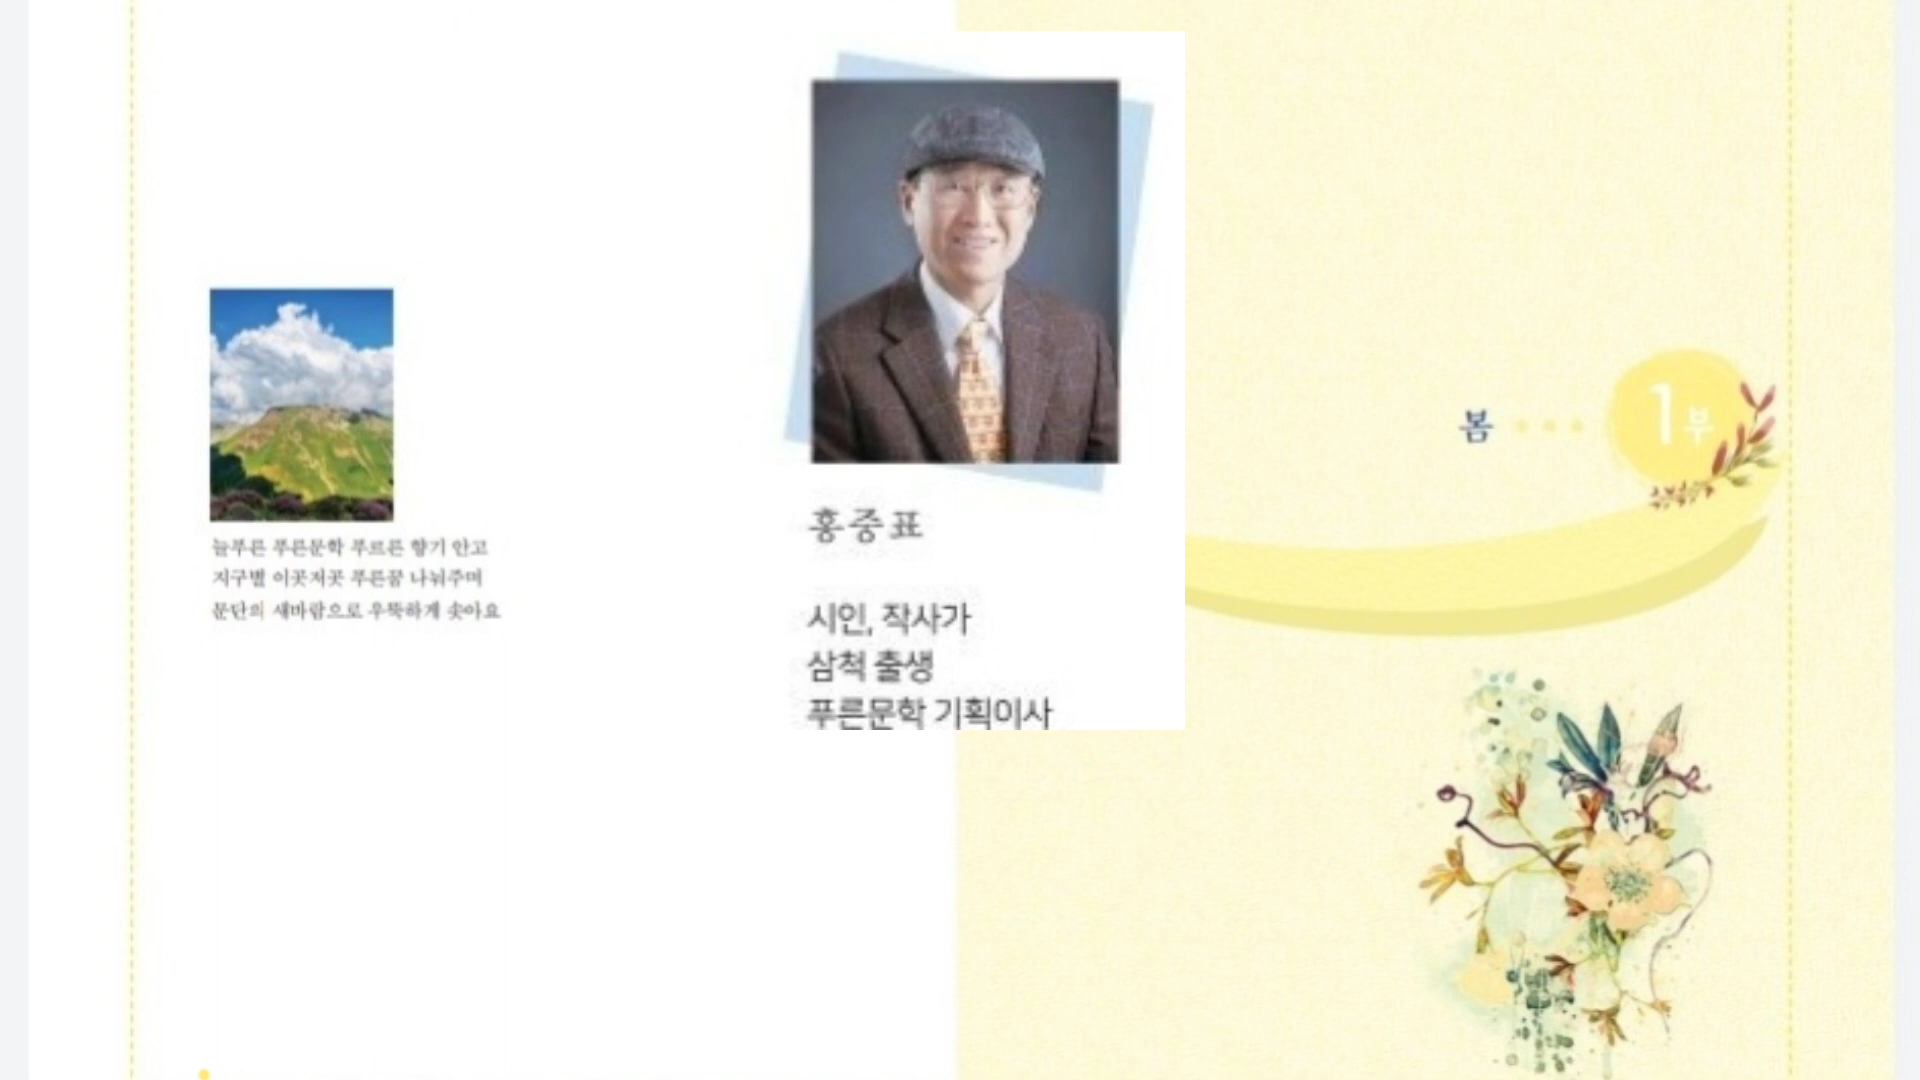 늘푸른 푸른문학 푸르른 향기 안고
지구별 이곳저곳 푸른꿈 나눠주며
문단의 새바람으로 우뚝하게 솟아요
홍중표
시인, 작사가
삼척 출생
푸른문학 기획이사
봄
1부